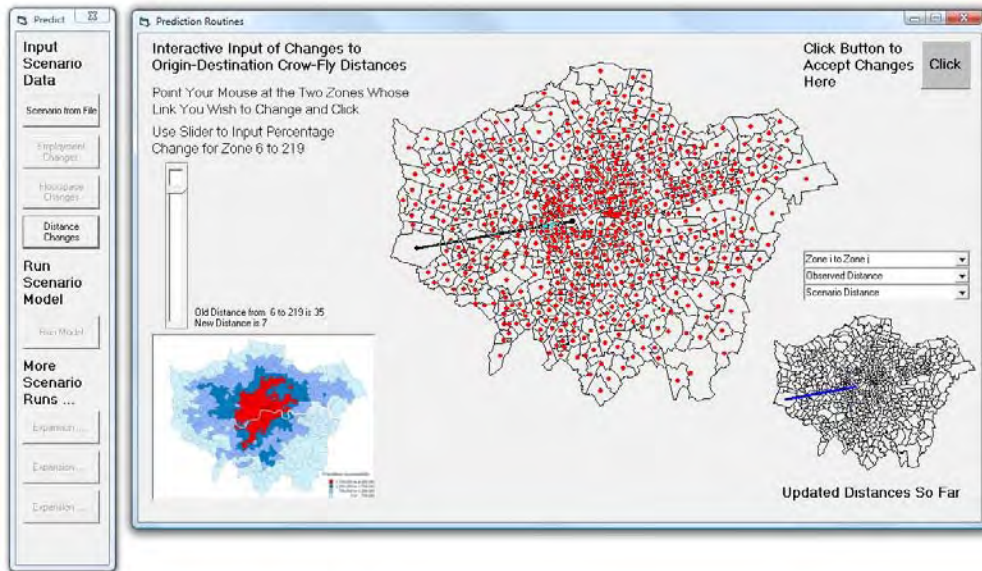 Predict
Input
Scenario
Data
Scenario from File
Employment
Changes
Floorspace
Changes
Distance
Changes
Run
Scenario
Model
Run Model
More
Scenario
Runs ...
Expansion ...
Expansion ...
Expansion ...
Prediction Routines
Interactive Input of Changes to
Origin-Destination Crow-Fly Distances
Point Your Mouse at the Two Zones Whose
Link You Wish to Change and Click
Use Slider to Input Percentage
Change for Zone 6 to 219
Old Distance from 6 to 219 is 35
New Distance is 7
Click Button to
Accept Changes
Here
Click
Zone i to Zone j
Observed Distance
Scenario Distance
Updated Distances So Far